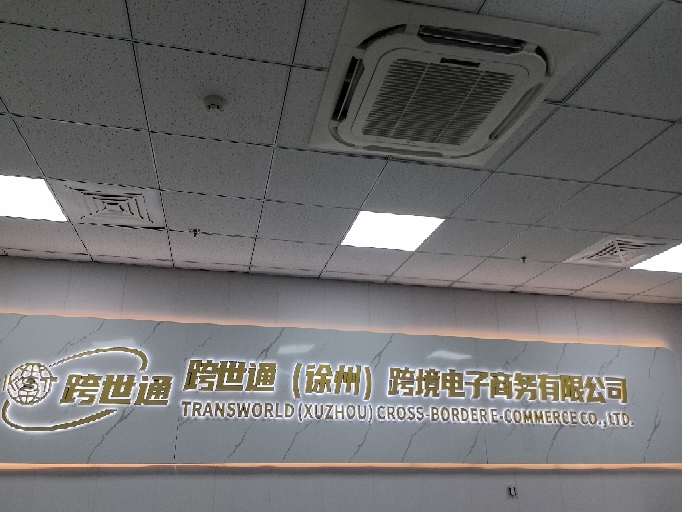 KST 跨世通
跨世通（徐州）跨境电子商务有限公司
TRANSWORLD (XUZHOU) CROSS-BORDER E-COMMERCE CO., LTD.